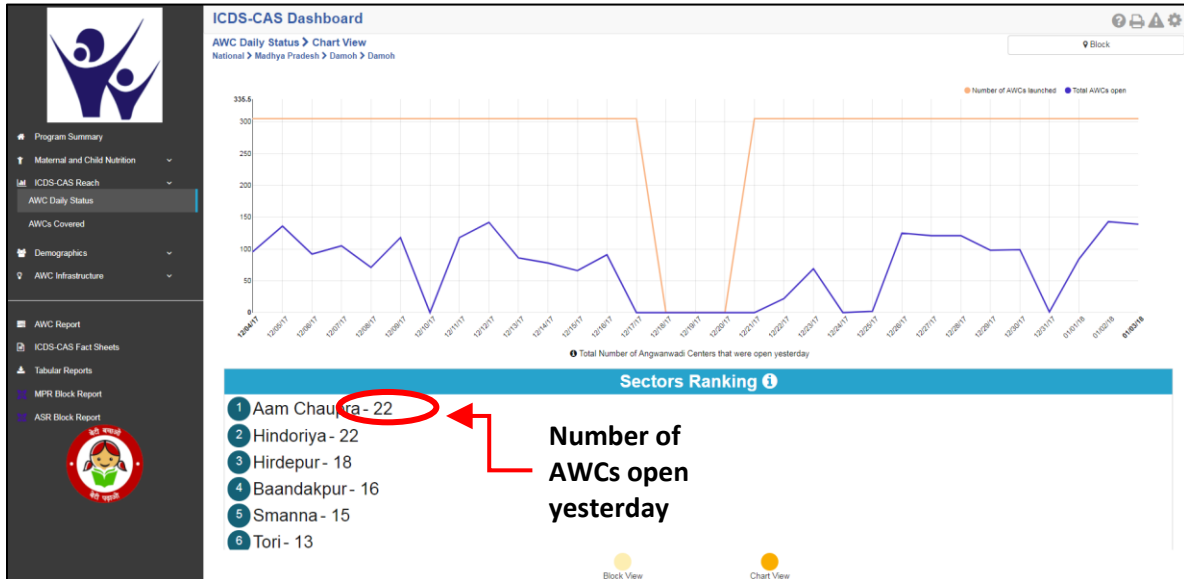 ICDS-CAS Dashboard
AWC Daily Status > Chart View
National > Madhya Pradesh > Damoh > Damoh
Block
Program Summary
Maternal and Child Nutrition
ICDS-CAS Reach
AWC Daily Status
AWCs Covered
Demographics
AWC Infrastructure
AWC Report
ICDS-CAS Fact Sheets
Tabular Reports
MPR Block Report
ASR Block Report
बेटी बचाओ
बेटी पढ़ाओ
Number of AWCs launched Total AWCs open
335.5
300
250
200
150
100
50
0
12/04/17 12/05/17 12/06/17 12/07/17 12/08/17 12/09/17 12/10/17 12/11/17 12/12/17 12/13/17 12/14/17 12/15/17 12/16/17 12/17/17 12/18/17 12/19/17 12/20/17 12/21/17 12/22/17 12/23/17 12/24/17 12/25/17 12/26/17 12/27/17 12/28/17 12/29/17 12/30/17 12/31/17 01/01/18 01/02/18 01/03/18
Total Number of Angwanwadi Centers that were open yesterday
Sectors Ranking
1 Aam Chaupra - 22
2 Hindoriya - 22
3 Hirdepur - 18
4 Baandakpur - 16
5 Smanna - 15
6 Tori - 13
Number of
AWCs open
yesterday
Block View
Chart View